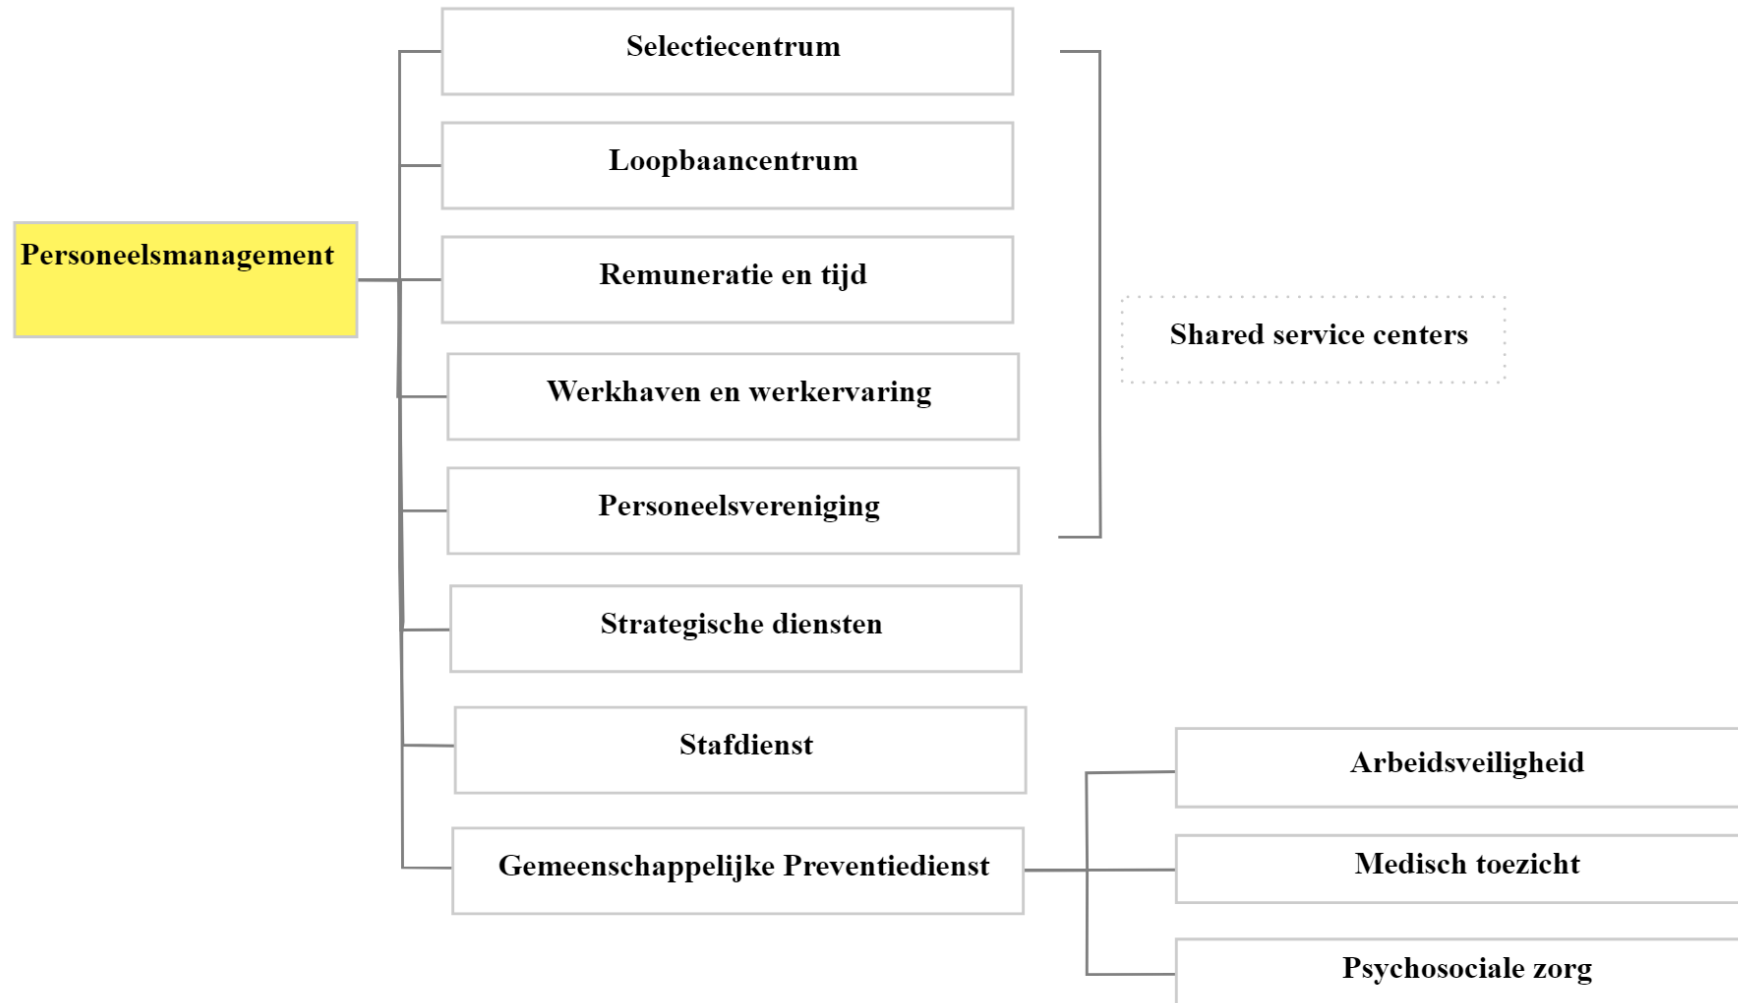 Selectiecentrum
Loopbaancentrum
Personeelsmanagement
Remuneratie en tijd
Shared service centers
Werkhaven en werkervaring
Personeelsvereniging
Strategische diensten
Stafdienst
Arbeidsveiligheid
Gemeenschappelijke Preventiedienst
Medisch toezicht
Psychosociale zorg